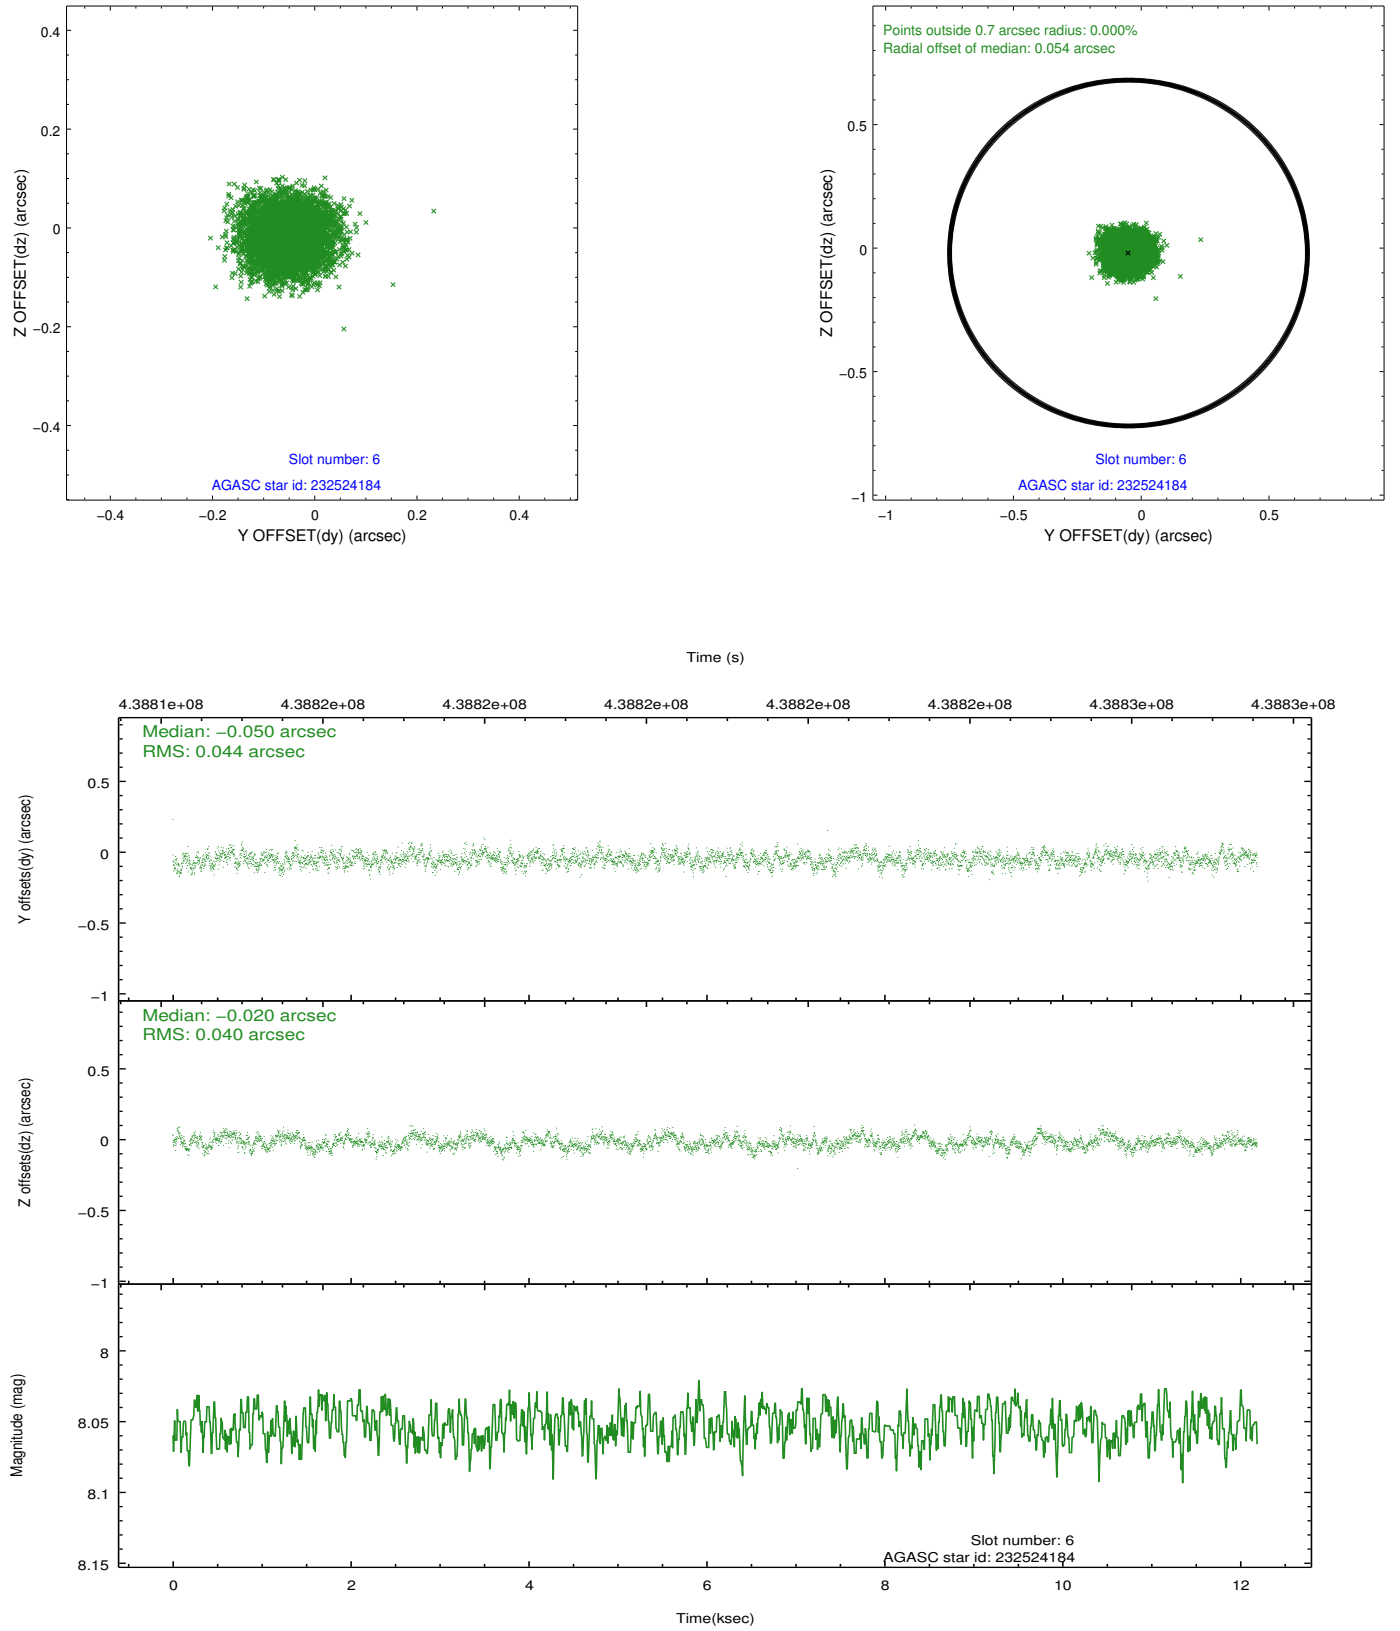 0.4
0.2
0
−0.2
−0.4
Z OFFSET(dz) (arcsec)
Slot number: 6
AGASC star id: 232524184
−0.4 −0.2 0 0.2 0.4
Y OFFSET(dy) (arcsec)
Points outside 0.7 arcsec radius: 0.000%
Radial offset of median: 0.054 arcsec
0.5
0
−0.5
−1
Z OFFSET(dz) (arcsec)
Slot number: 6
AGASC star id: 232524184
−1 −0.5 0 0.5
Y OFFSET(dy) (arcsec)
Time (s)
4.3881e+08 4.3882e+08 4.3882e+08 4.3882e+08 4.3882e+08 4.3882e+08 4.3883e+08 4.3883e+08
Median: −0.050 arcsec
RMS: 0.044 arcsec
0.5
0
−0.5
−1
Y offsets(dy) (arcsec)
Median: −0.020 arcsec
RMS: 0.040 arcsec
0.5
0
−0.5
−1
Z offsets(dz) (arcsec)
8
8.05
8.1
8.15
Magnitude (mag)
Slot number: 6
AGASC star id: 232524184
0 2 4 6 8 10 12
Time(ksec)